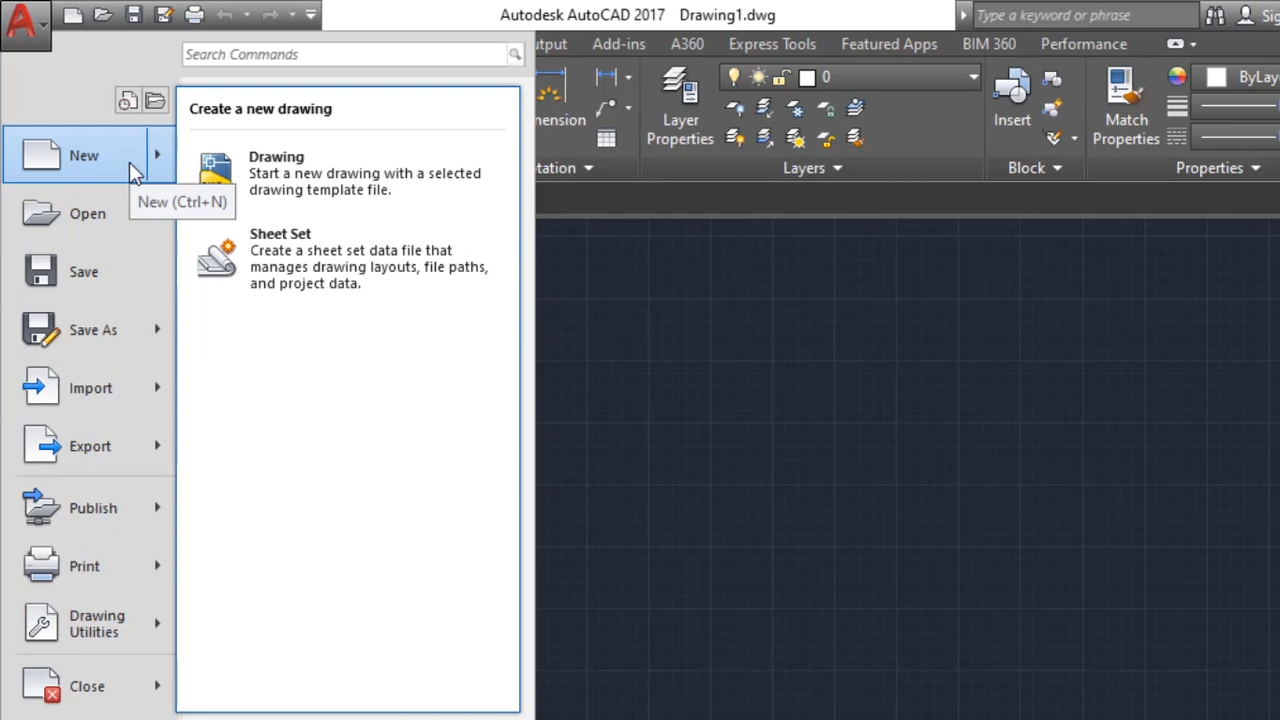 Autodesk AutoCAD 2017 Drawing1.dwg
Type a keyword or phrase
Search Commands
Add-ins A360 Express Tools Featured Apps BIM 360 Performance
0
ByLay
Layer
Properties
Insert
Match
Properties
Layers
Block
Properties
Create a new drawing
New
New (Ctrl+N)
Open
Save
Save As
Import
Export
Publish
Print
Drawing
Utilities
Close
Drawing
Start a new drawing with a selected
drawing template file.
Sheet Set
Create a sheet set data file that
manages drawing layouts, file paths,
and project data.